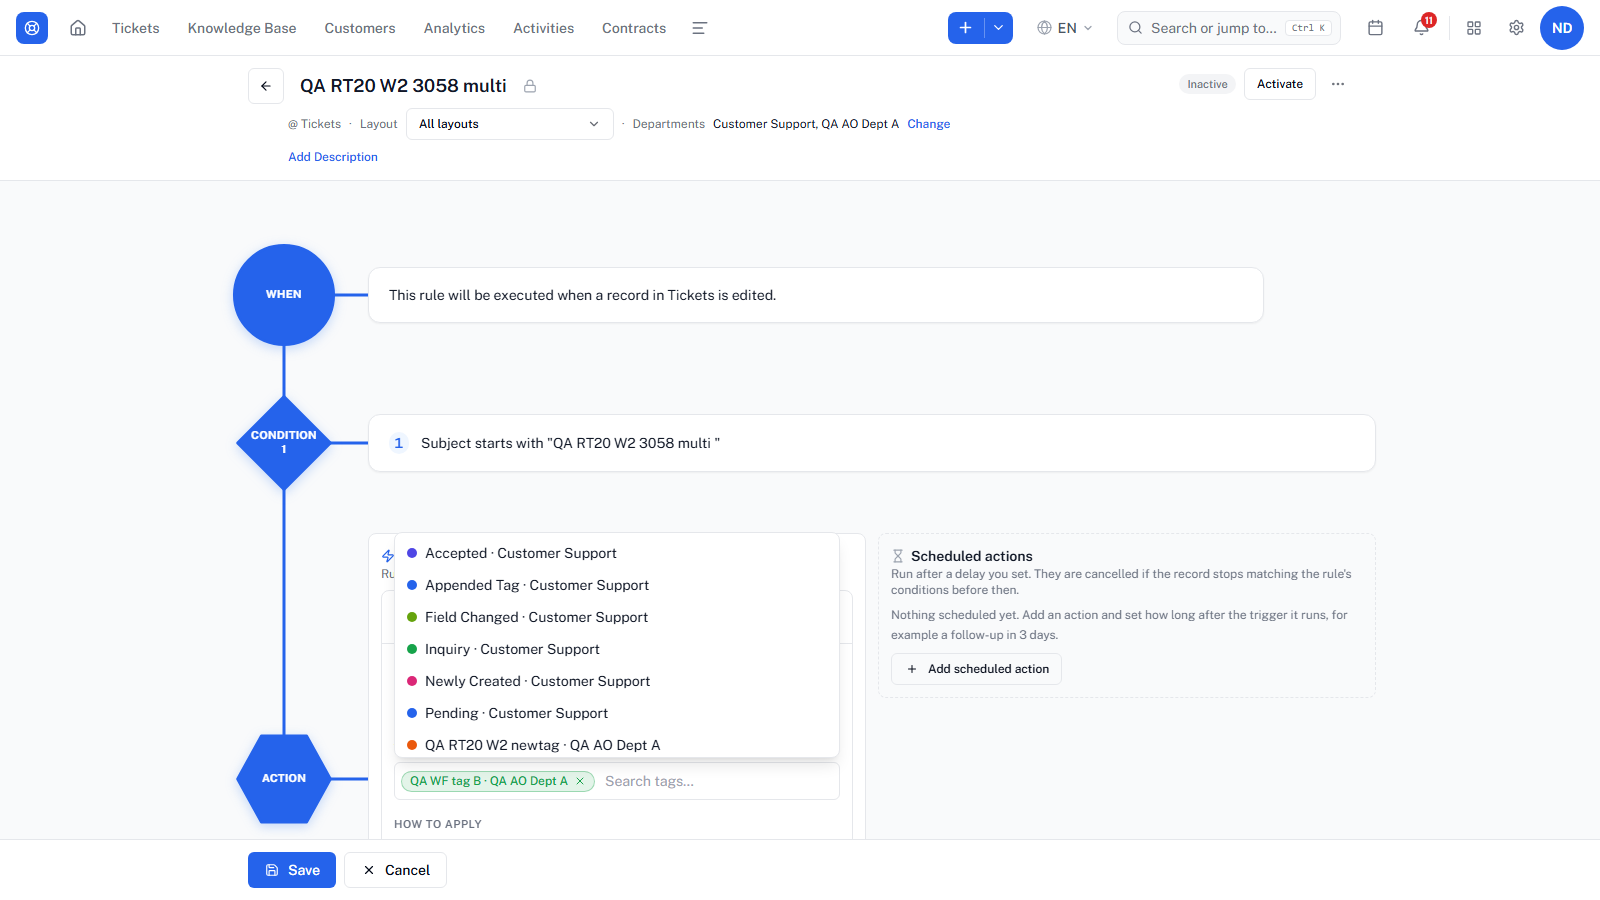 Tickets
Knowledge Base
Customers
Analytics
Activities
Contracts
EN
Search or jump to...
Ctrl K
11
ND
QA RT20 W2 3058 multi
Inactive
Activate
@ Tickets · Layout
All layouts
· Departments Customer Support, QA AO Dept A Change
Add Description
WHEN
This rule will be executed when a record in Tickets is edited.
CONDITION
1
1 Subject starts with "QA RT20 W2 3058 multi "
Accepted · Customer Support
Appended Tag · Customer Support
Field Changed · Customer Support
Inquiry · Customer Support
Newly Created · Customer Support
Pending · Customer Support
QA RT20 W2 newtag · QA AO Dept A
Scheduled actions
Run after a delay you set. They are cancelled if the record stops matching the rule's
conditions before then.
Nothing scheduled yet. Add an action and set how long after the trigger it runs, for
example a follow-up in 3 days.
Add scheduled action
ACTION
QA WF tag B · QA AO Dept A
Search tags...
HOW TO APPLY
Save
Cancel